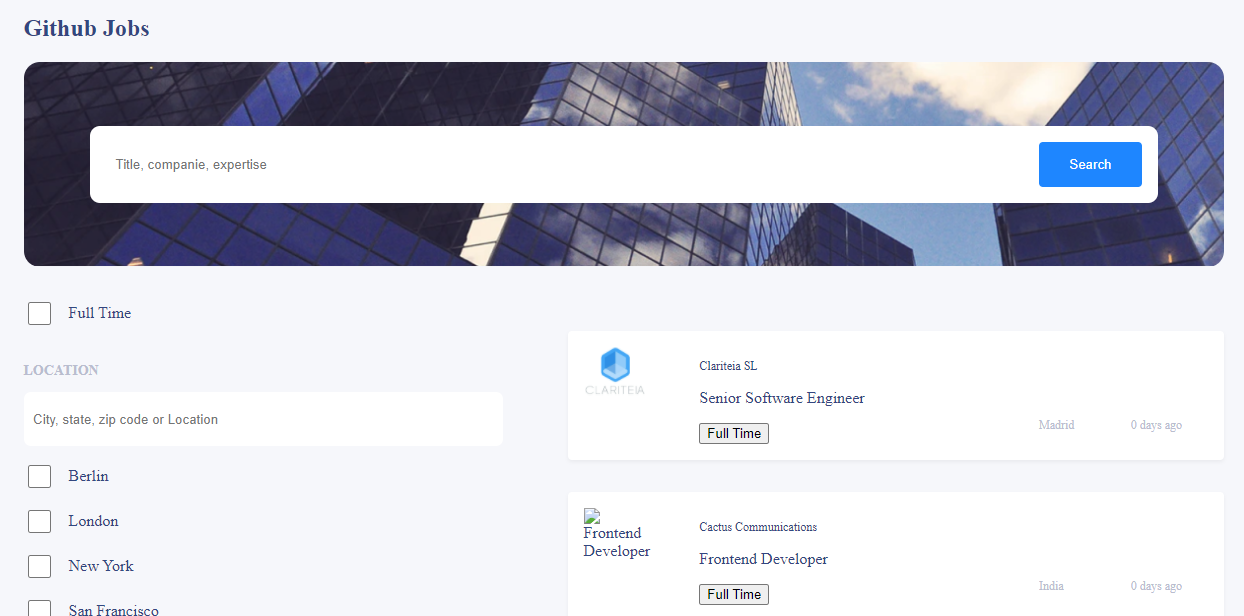 Github Jobs
Title, companie, expertise
Search
Full Time
LOCATION
City, state, zip code or Location
Berlin
London
New York
San Francisco
CLARITEIA
Clariteia SL
Senior Software Engineer
Full Time
Madrid
0 days ago
Frontend
Developer
Cactus Communications
Frontend Developer
Full Time
India
0 days ago